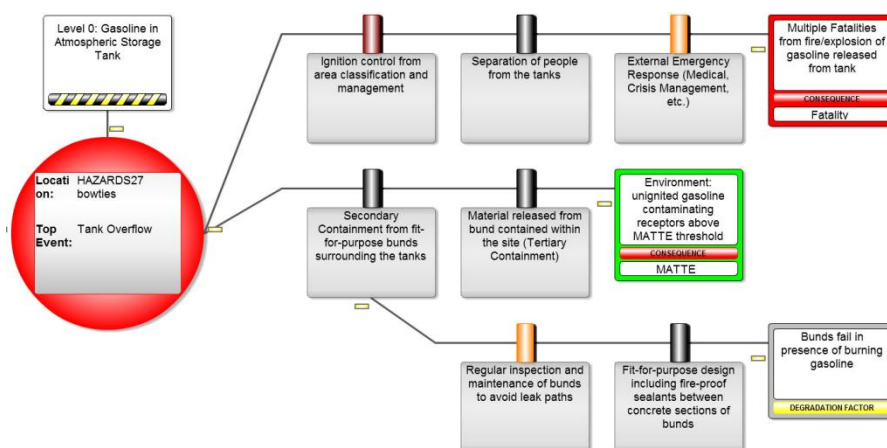 Level 0: Gasoline in
Atmospheric Storage
Tank
Locati
on:
HAZARDS27
bowties
Top
Event:
Tank Overflow
Ignition control from
area classification and
management
Separation of people
from the tanks
External Emergency
Response (Medical,
Crisis Management,
etc.)
Multiple Fatalities
from fire/explosion of
gasoline released
from tank
CONSEQUENCE
Fatality
Secondary
Containment from fit-
for-purpose bunds
surrounding the tanks
Material released from
bund contained within
the site (Tertiary
Containment)
Environment:
unignited gasoline
contaminating
receptors above
MATTE threshold
CONSEQUENCE
MATTE
Regular inspection and
maintenance of bunds
to avoid leak paths
Fit-for-purpose design
including fire-proof
sealants between
concrete sections of
bunds
Bunds fail in
presence of burning
gasoline
DEGRADATION FACTOR